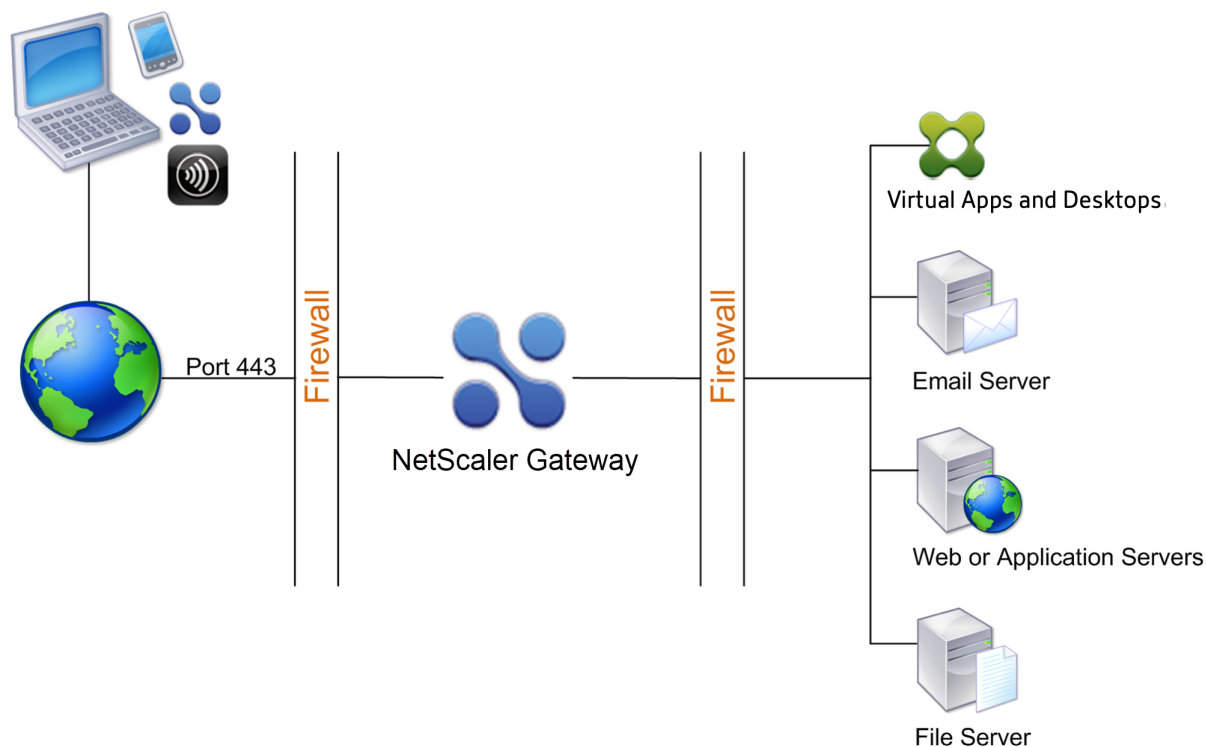 Port 443
Firewall
NetScaler Gateway
Firewall
Virtual Apps and Desktops
Email Server
Web or Application Servers
File Server